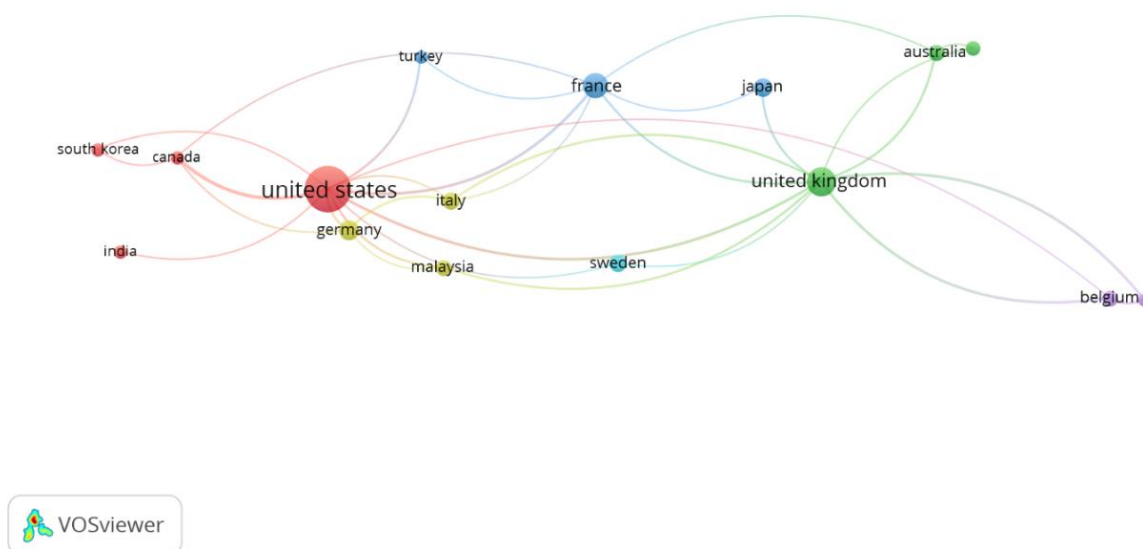 turkey
australia
france
japan
south korea
canada
united states
united kingdom
italy
germany
india
malaysia
sweden
belgium
VOSviewer